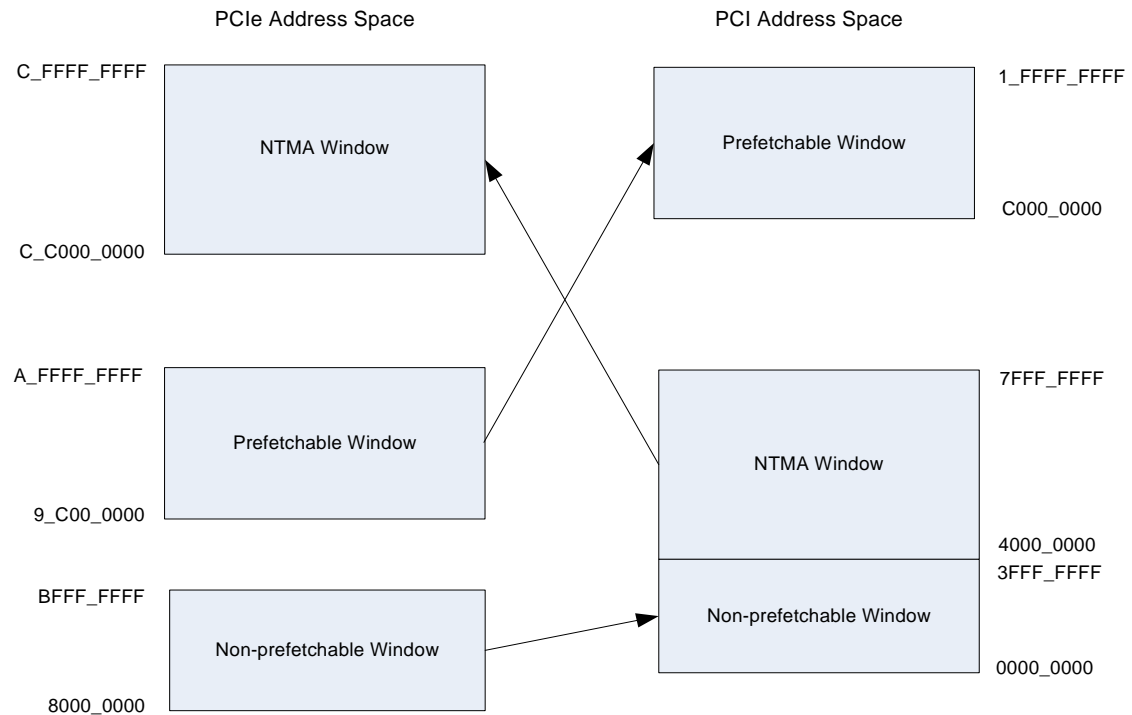 PCIe Address Space
PCI Address Space
C_FFFF_FFFF
1_FFFF_FFFF
NTMA Window
Prefetchable Window
C000_0000
C_C000_0000
A_FFFF_FFFF
7FFF_FFFF
Prefetchable Window
NTMA Window
9_C00_0000
4000_0000
3FFF_FFFF
BFFF_FFFF
Non-prefetchable Window
Non-prefetchable Window
0000_0000
8000_0000